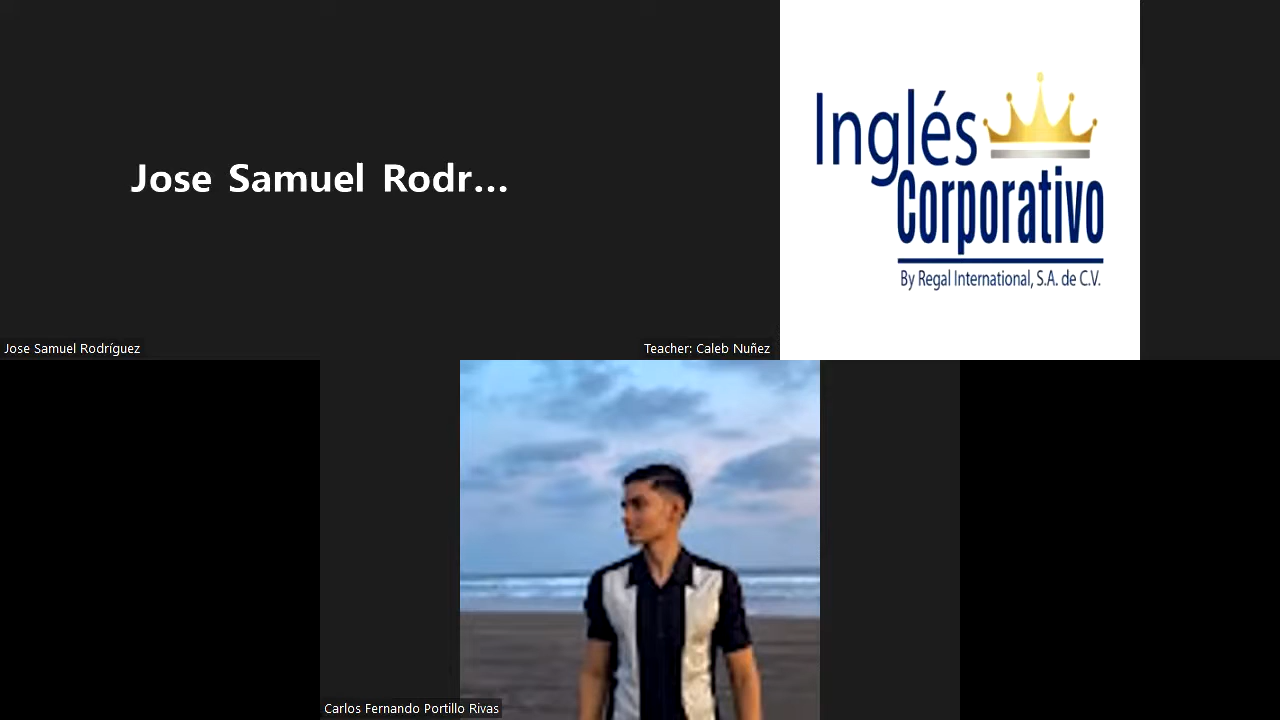 Jose Samuel Rodr...
Inglés
Corporativo
By Regal International, S.A. de C.V.
Jose Samuel Rodríguez
Teacher: Caleb Nuñez
Carlos Fernando Portillo Rivas